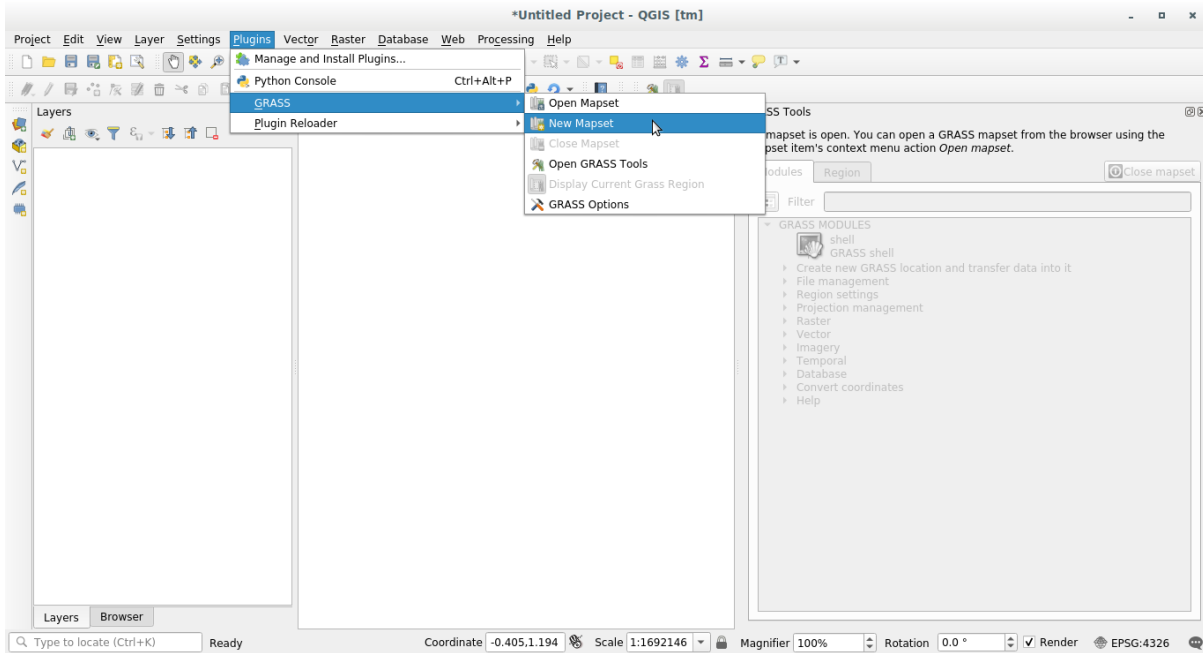 *Untitled Project - QGIS [tm]
Project Edit View Layer Settings Plugins Vector Raster Database Web Processing Help
Manage and Install Plugins...
Python Console Ctrl+Alt+P
GRASS
Plugin Reloader
Open Mapset
New Mapset
Close Mapset
Open GRASS Tools
Display Current Grass Region
GRASS Options
Layers
SS Tools
mapset is open. You can open a GRASS mapset from the browser using the
pset item's context menu action Open mapset.
odules Region Close mapset
Filter
GRASS MODULES
shell
GRASS shell
Create new GRASS location and transfer data into it
File management
Region settings
Projection management
Raster
Vector
Imagery
Temporal
Database
Convert coordinates
Help
Layers Browser
Type to locate (Ctrl+K) Ready Coordinate -0.405,1.194 Scale 1:1692146 Magnifier 100% Rotation 0.0 ° Render EPSG:4326